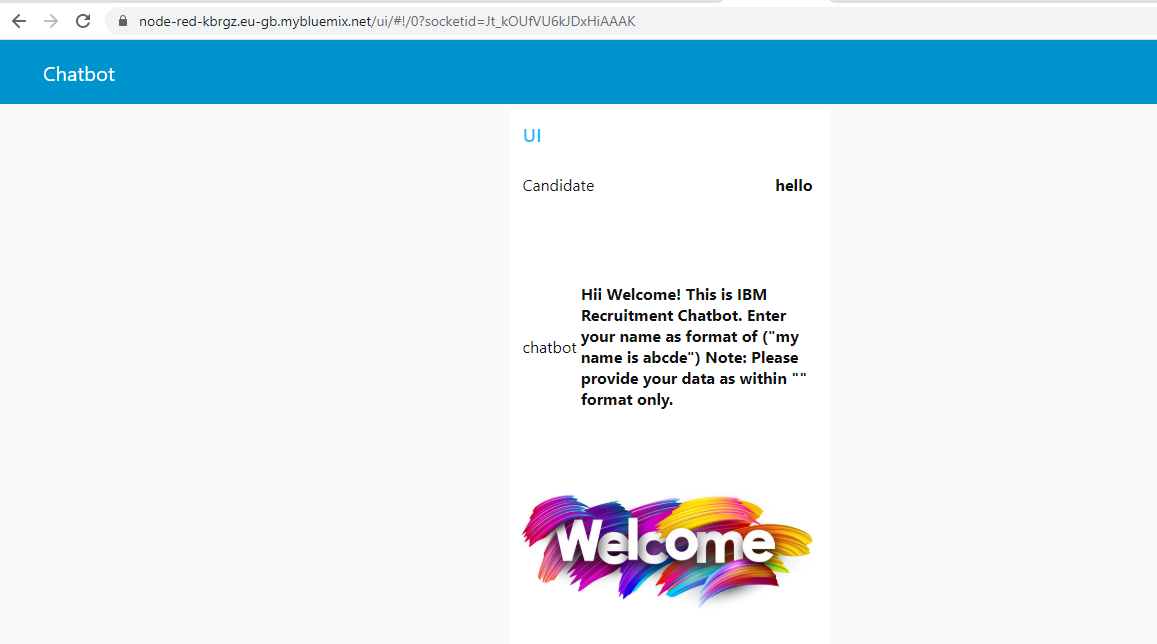 node-red-kbrgz.eu-gb.mybluemix.net/ui/#!/0?socketid=Jt_kOUfVU6kJDxHiAAAK
Chatbot
UI
Candidate hello
chatbot
Hii Welcome! This is IBM
Recruitment Chatbot. Enter
your name as format of ("my
name is abcde") Note: Please
provide your data as within ""
format only.
Welcome